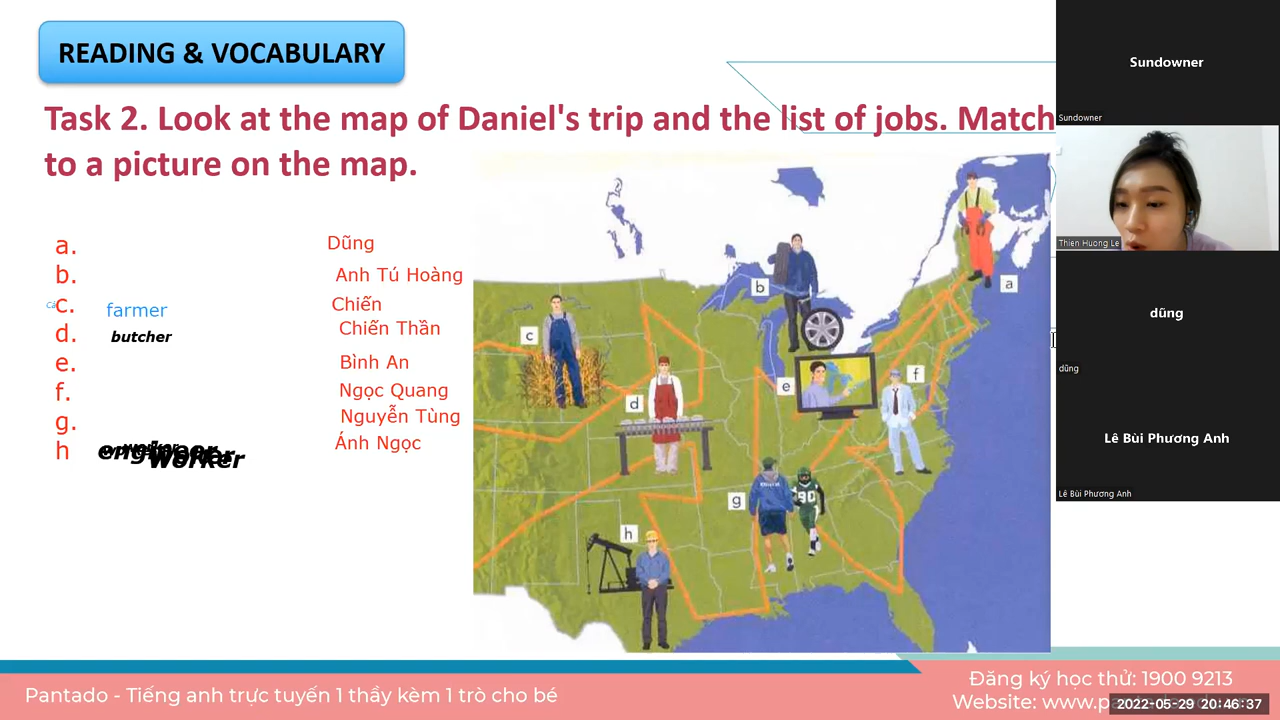 READING & VOCABULARY
Task 2. Look at the map of Daniel's trip and the list of jobs. Match
to a picture on the map.
a. Dũng
b. Anh Tú Hoàng
c. farmer Chiến
d. butcher Chiến Thần
e. Bình An
f. Ngọc Quang
g. Nguyễn Tùng
h worker Ánh Ngọc
a
b
c
d
e
f
g
h
90
Sundowner
Sundowner
Thien Huong Le
dũng
dũng
Lê Bùi Phương Anh
Lê Bùi Phương Anh
Pantado - Tiếng anh trực tuyến 1 thầy kèm 1 trò cho bé
Đăng ký học thử: 1900 9213
Website:
2022-05-29 20:46:37